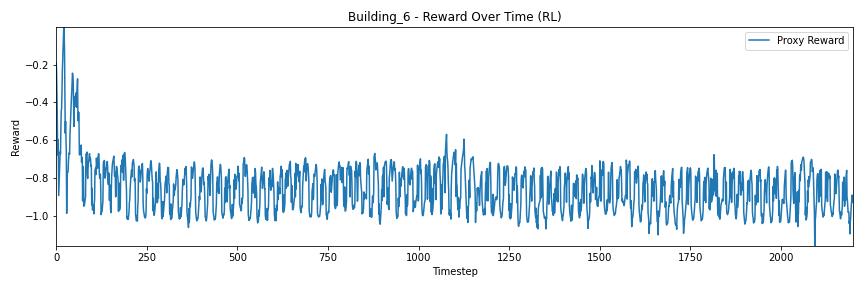 Building_6 - Reward Over Time (RL)
Proxy Reward
Reward
−0.2
−0.4
−0.6
−0.8
−1.0
0 250 500 750 1000 1250 1500 1750 2000
Timestep